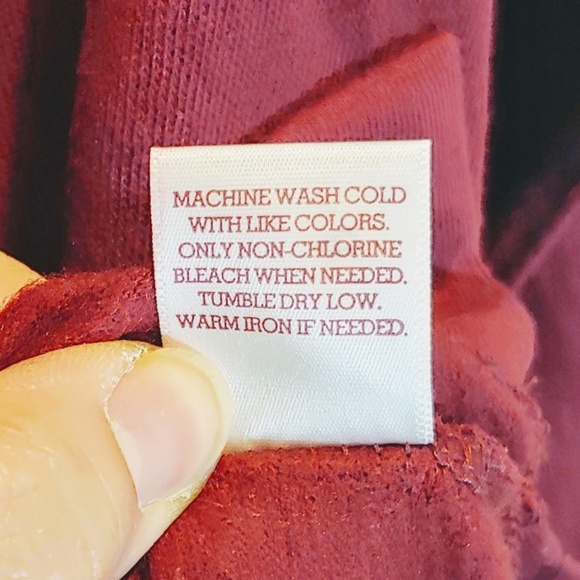 MACHINE WASH COLD
WITH LIKE COLORS.
ONLY NON-CHLORINE
BLEACH WHEN NEEDED.
TUMBLE DRY LOW.
WARM IRON IF NEEDED.